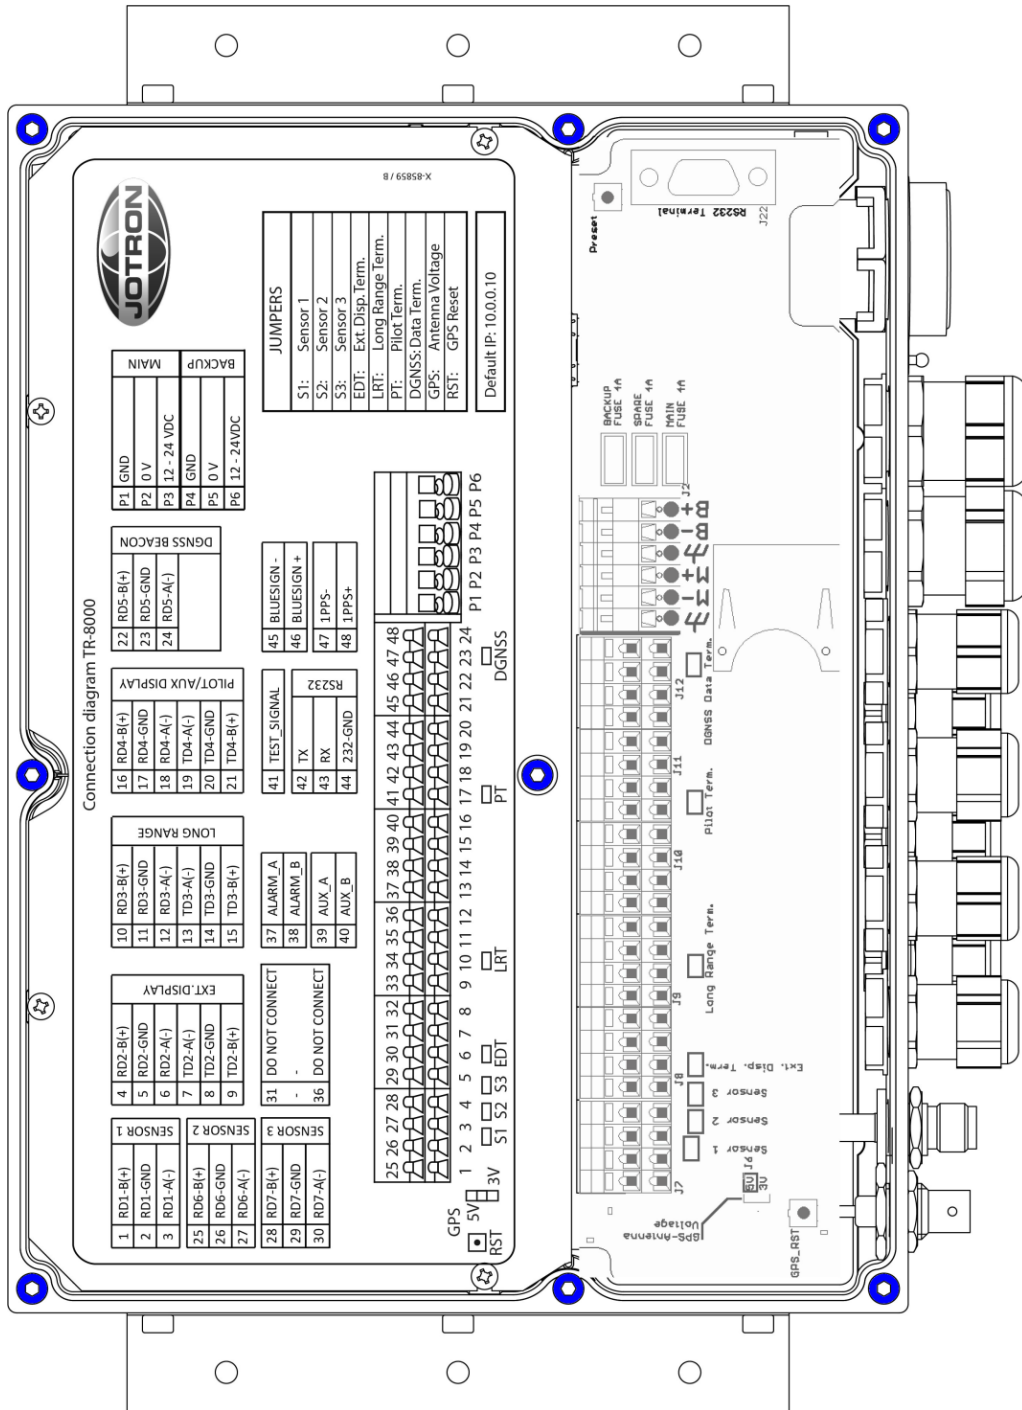 Connection diagram TR-8000
JOTRON
X-85859 / B
SENSOR 1
1 RD1-B(+)
2 RD1-GND
3 RD1-A(-)
SENSOR 2
25 RD6-B(+)
26 RD6-GND
27 RD6-A(-)
SENSOR 3
28 RD7-B(+)
29 RD7-GND
30 RD7-A(-)
EXT.DISPLAY
4 RD2-B(+)
5 RD2-GND
6 RD2-A(-)
7 TD2-A(-)
8 TD2-GND
9 TD2-B(+)
31 DO NOT CONNECT
- -
36 DO NOT CONNECT
LONG RANGE
10 RD3-B(+)
11 RD3-GND
12 RD3-A(-)
13 TD3-A(-)
14 TD3-GND
15 TD3-B(+)
37 ALARM_A
38 ALARM_B
39 AUX_A
40 AUX_B
PILOT/AUX DISPLAY
16 RD4-B(+)
17 RD4-GND
18 RD4-A(-)
19 TD4-A(-)
20 TD4-GND
21 TD4-B(+)
41 TEST_SIGNAL
42 TX
43 RX
44 232-GND
RS232
DGNSS BEACON
22 RD5-B(+)
23 RD5-GND
24 RD5-A(-)
45 BLUESIGN -
46 BLUESIGN +
47 1PPS-
48 1PPS+
MAIN
P1 GND
P2 0 V
P3 12 - 24 VDC
BACKUP
P4 GND
P5 0 V
P6 12 - 24VDC
JUMPERS
S1: Sensor 1
S2: Sensor 2
S3: Sensor 3
EDT: Ext. Disp. Term.
LRT: Long Range Term.
PT: Pilot Term.
DGNSS: Data Term.
GPS: Antenna Voltage
RST: GPS Reset
Default IP: 10.0.0.10
25 26 27 28 29 30 31 32 33 34 35 36 37 38 39 40 41 42 43 44 45 46 47 48
1 2 3 4 5 6 7 8 9 10 11 12 13 14 15 16 17 18 19 20 21 22 23 24 P1 P2 P3 P4 P5 P6
GPS
5V 3V S1 S2 S3 EDT LRT PT DGNSS
RST
BACKUP
FUSE 4A
SPARE
FUSE 4A
MAIN
FUSE 4A
J2
M- M+ B- B+
J7 J8 J9 J10 J11 J12
Sensor 1
Sensor 2
Sensor 3
Ext. Disp. Term.
Long Range Term.
Pilot Term.
DGNSS Data Term.
GPS-Antenna
Voltage
J6
5V
3V
GPS_RST
Preset
RS232 Terminal
J22